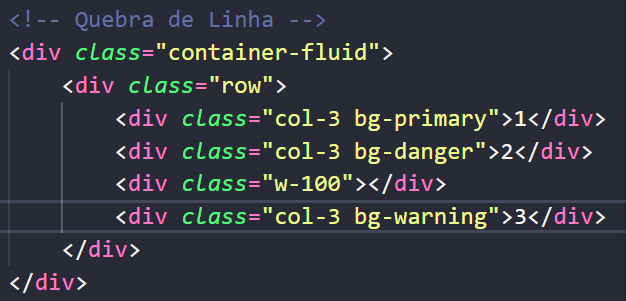 <!-- Quebra de Linha -->
<div class="container-fluid">
    <div class="row">
        <div class="col-3 bg-primary">1</div>
        <div class="col-3 bg-danger">2</div>
        <div class="w-100"></div>
        <div class="col-3 bg-warning">3</div>
    </div>
</div>